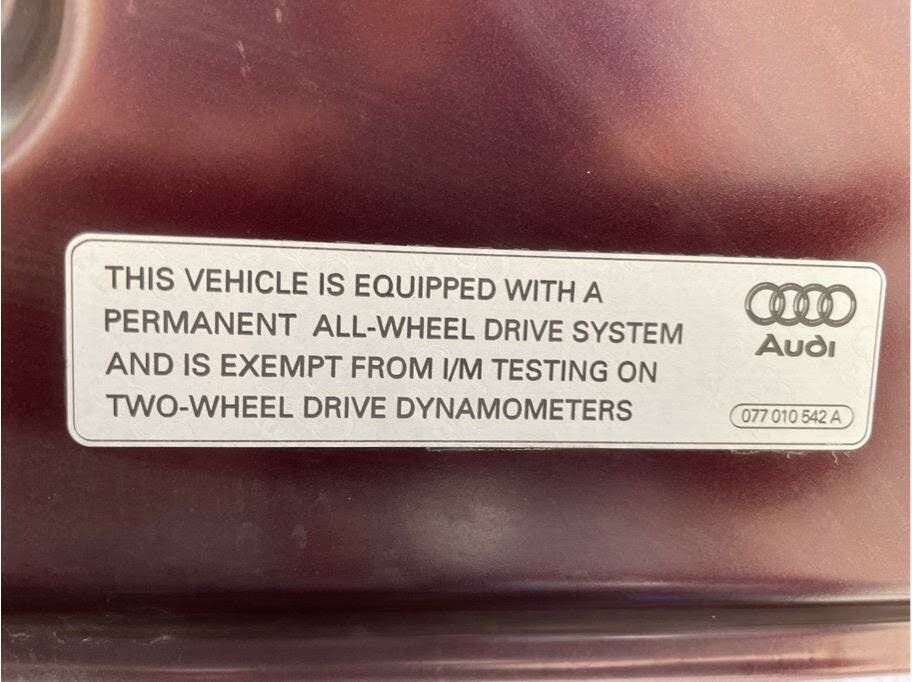 THIS VEHICLE IS EQUIPPED WITH A
PERMANENT ALL-WHEEL DRIVE SYSTEM
AND IS EXEMPT FROM I/M TESTING ON
TWO-WHEEL DRIVE DYNAMOMETERS
Audi
077 010 542 A